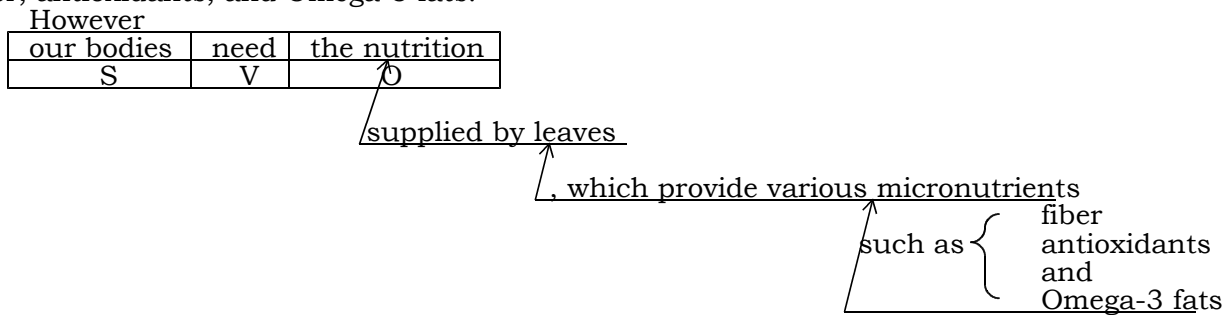 However
our bodies need the nutrition
S V O
supplied by leaves
, which provide various micronutrients
such as
fiber
antioxidants
and
Omega-3 fats